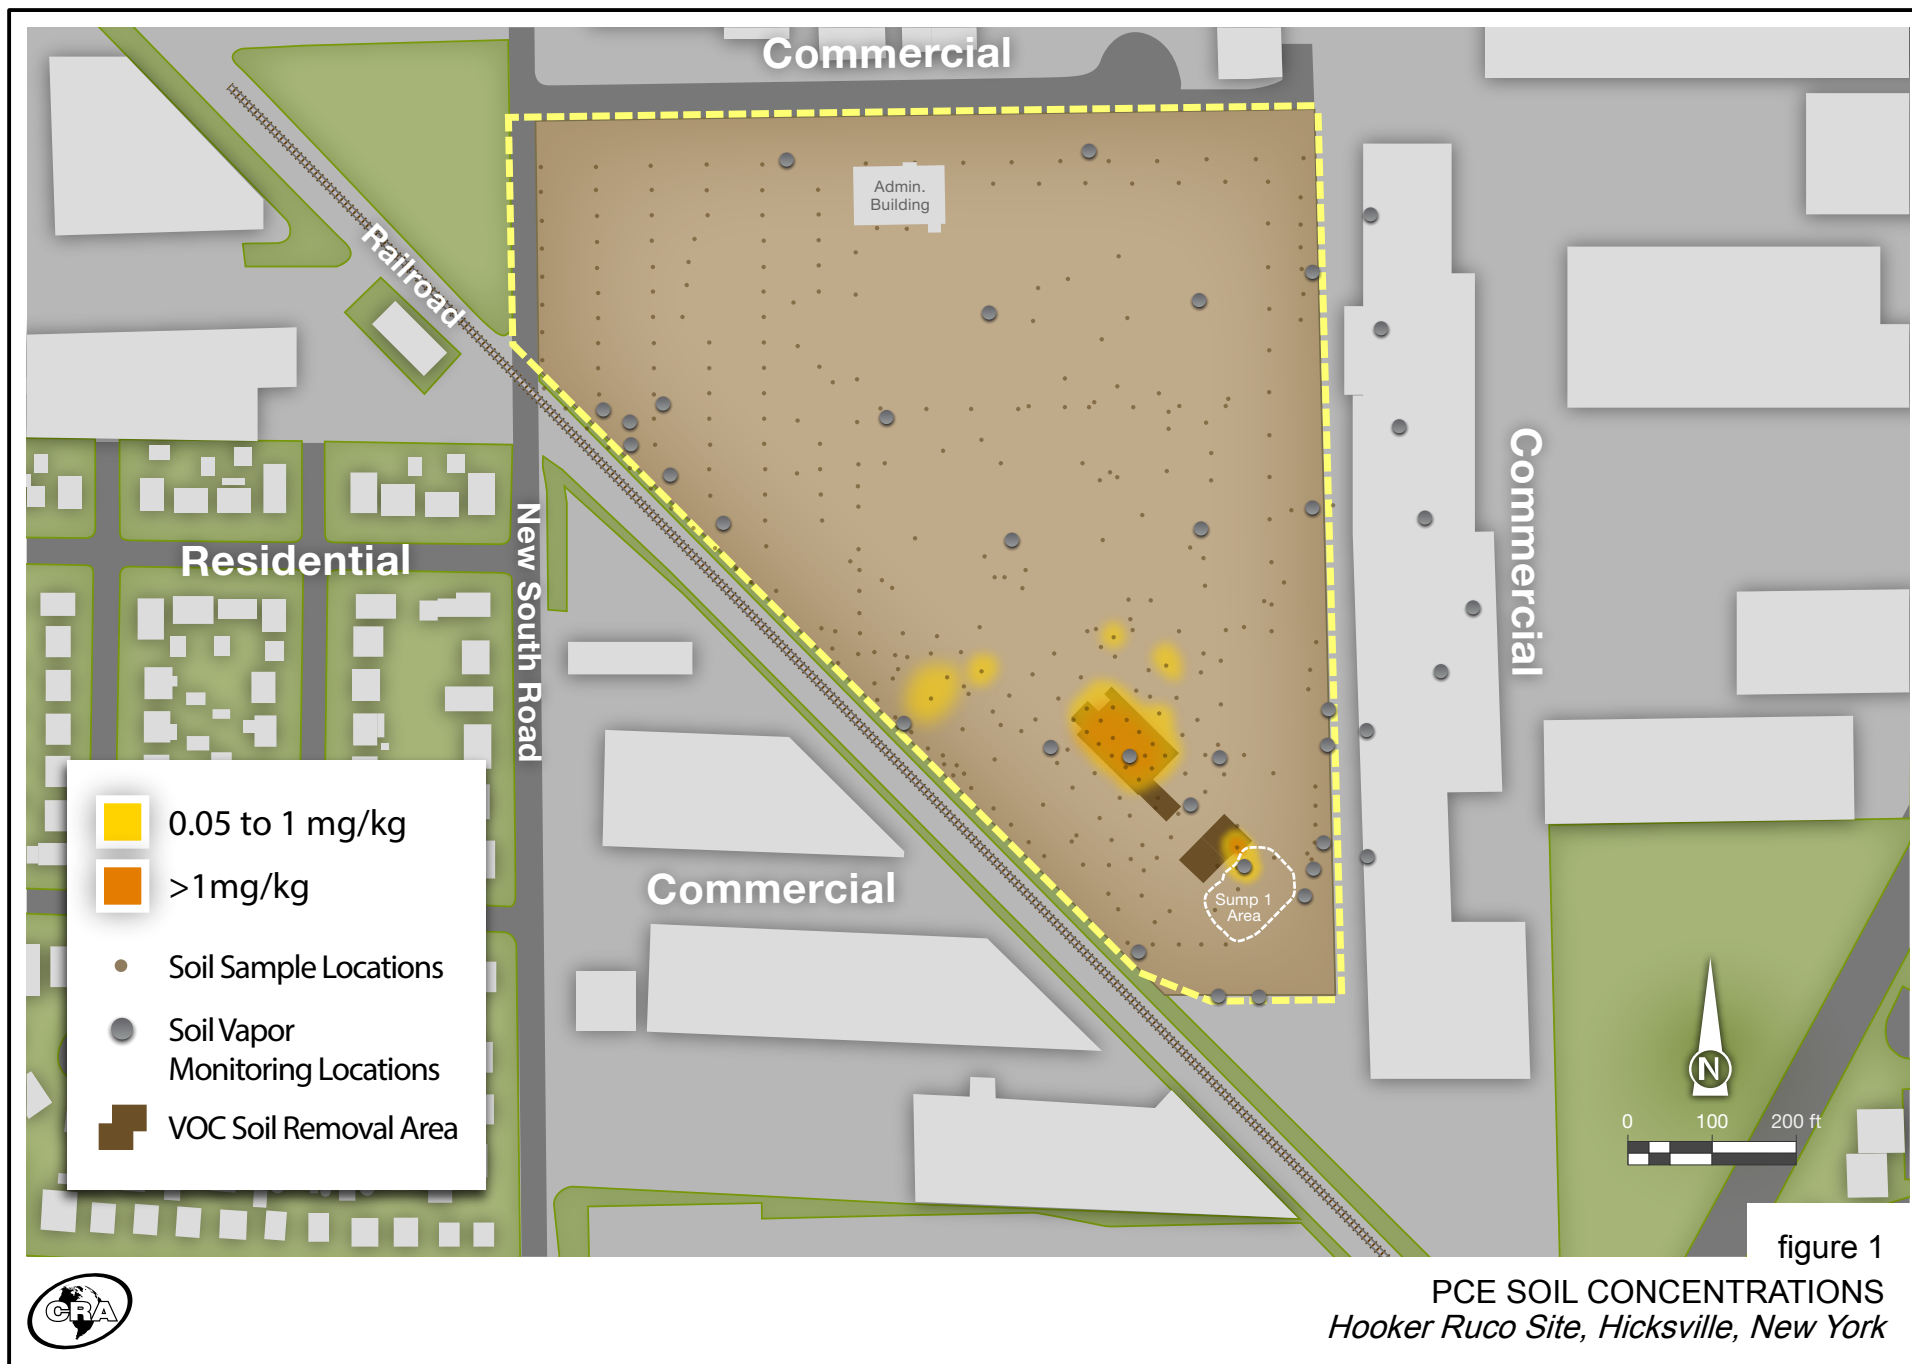 Commercial
Admin.
Building
Railroad
Commercial
Residential
New South Road
Commercial
Sump 1
Area
0.05 to 1 mg/kg
>1mg/kg
Soil Sample Locations
Soil Vapor
Monitoring Locations
VOC Soil Removal Area
N
0 100 200 ft
figure 1
PCE SOIL CONCENTRATIONS
Hooker Ruco Site, Hicksville, New York
CRA